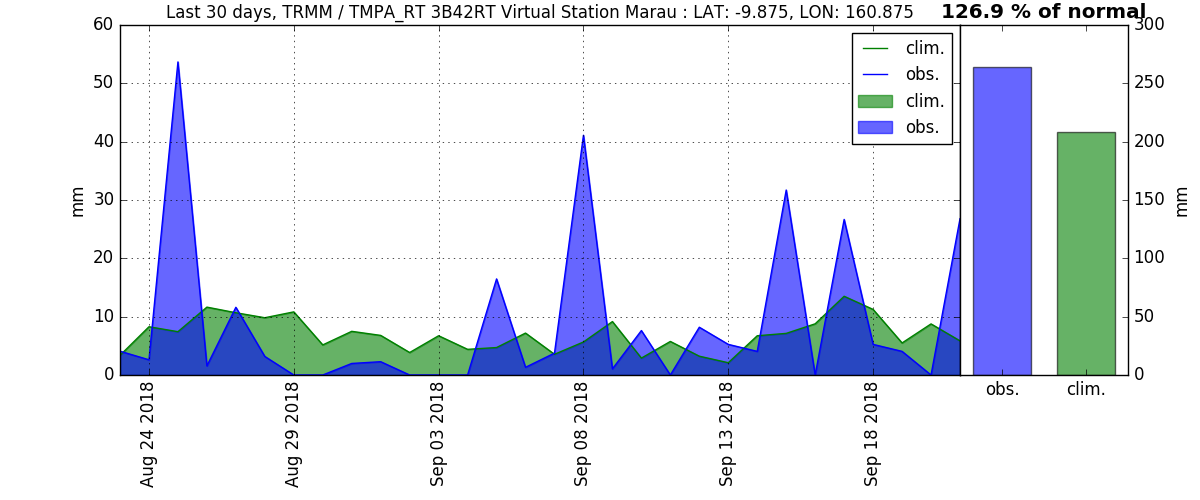 Last 30 days, TRMM / TMPA_RT 3B42RT Virtual Station Marau : LAT: -9.875, LON: 160.875
126.9 % of normal
60
50
40
30
20
10
0
mm
clim.
obs.
clim.
obs.
300
250
200
150
100
50
0
mm
obs.
clim.
Aug 24 2018
Aug 29 2018
Sep 03 2018
Sep 08 2018
Sep 13 2018
Sep 18 2018